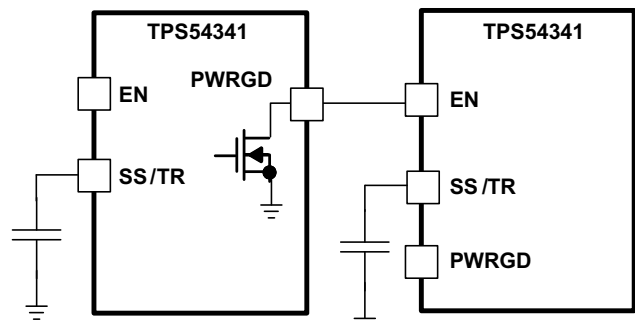 TPS54341
PWRGD
EN
SS/TR
TPS54341
EN
SS/TR
PWRGD